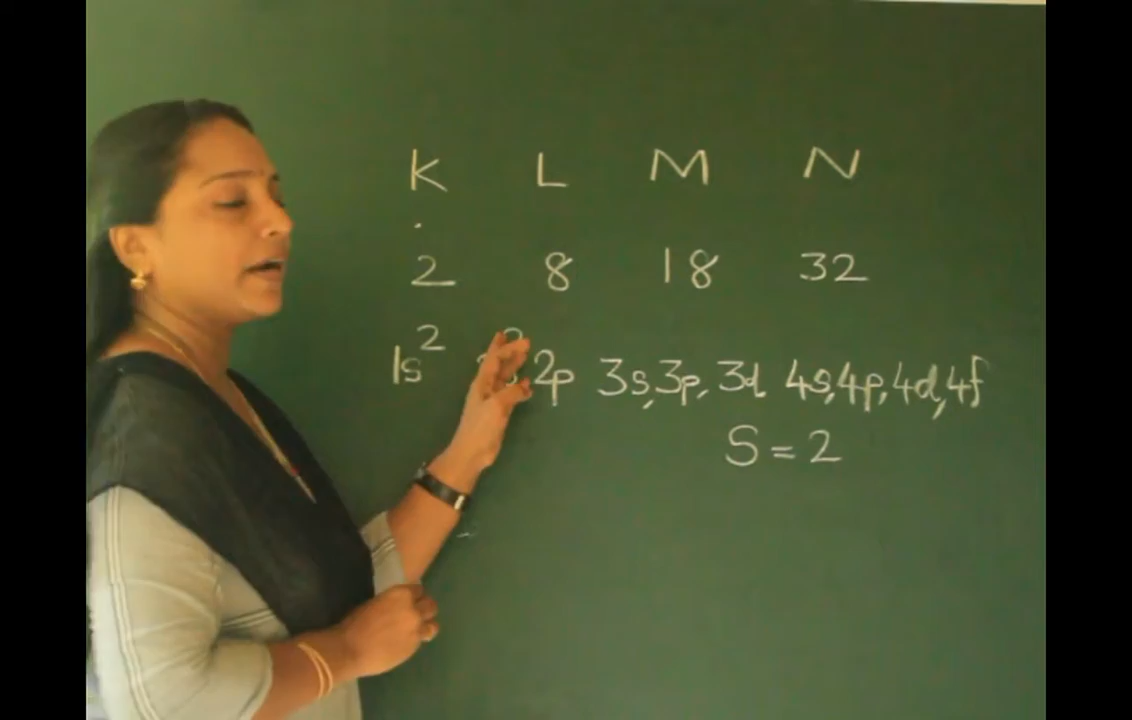 K L M N
2 8 18 32
1s² 2p 3s, 3p, 3d 4s, 4p, 4d, 4f
S = 2